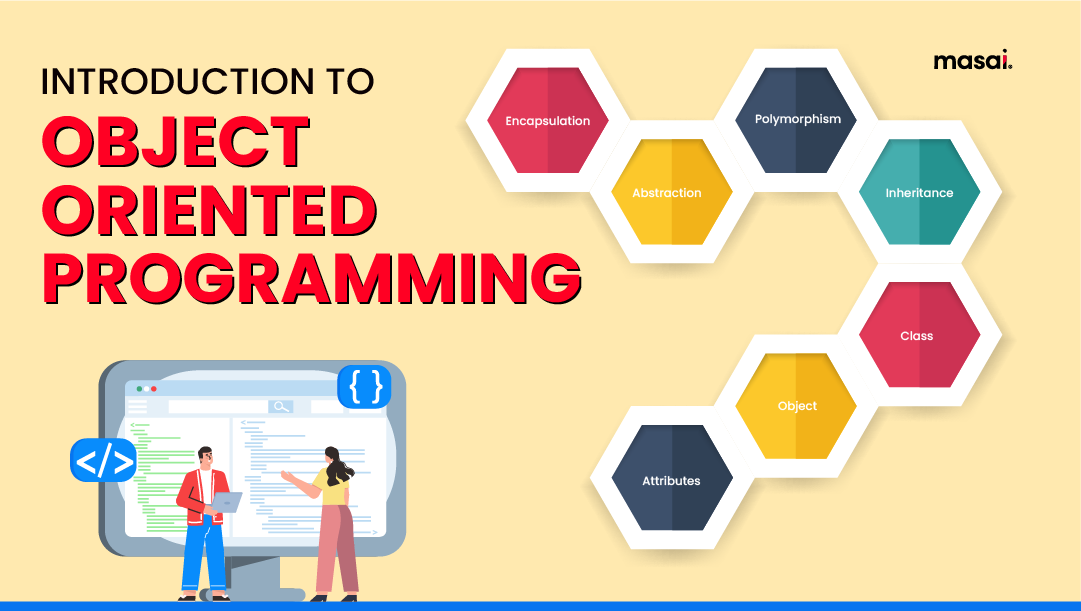 INTRODUCTION TO
OBJECT
ORIENTED
PROGRAMMING
masai.
Encapsulation
Abstraction
Polymorphism
Inheritance
Class
Object
Attributes
{ }
</>